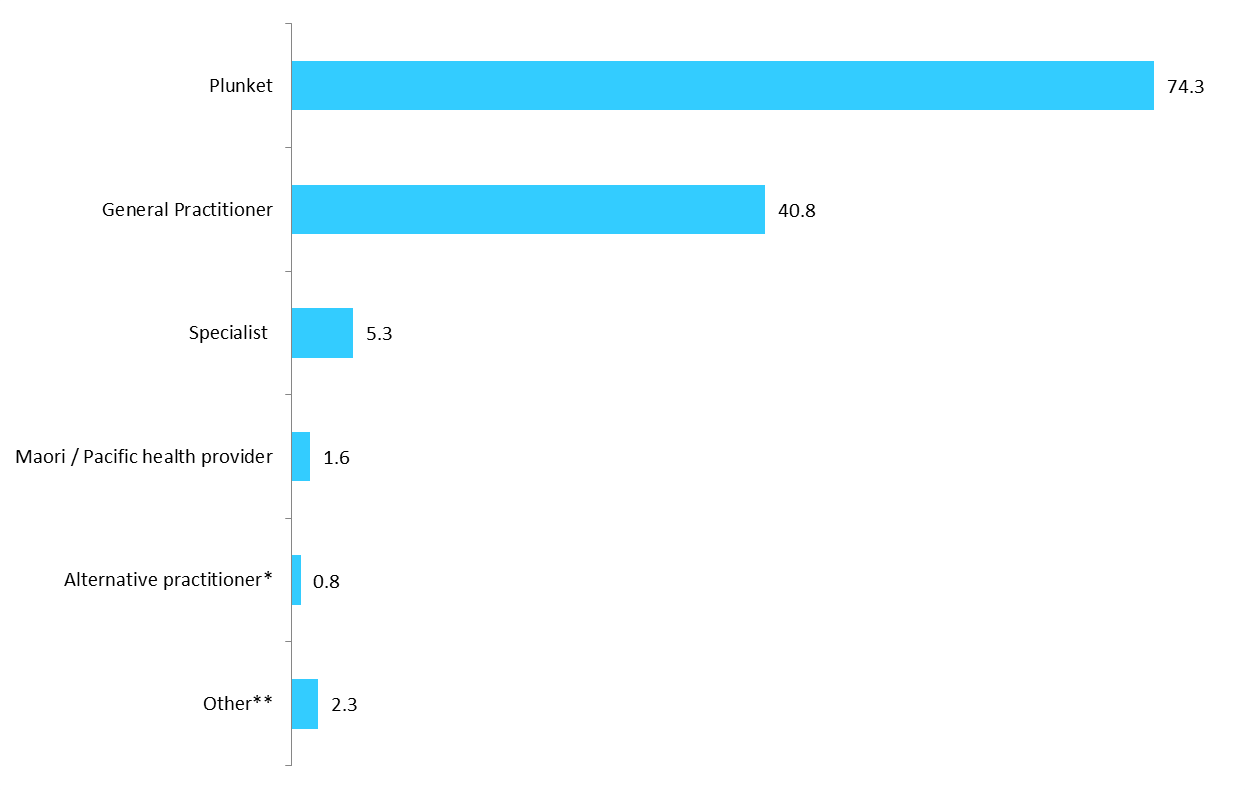 Plunket 74.3
General Practitioner 40.8
Specialist 5.3
Maori / Pacific health provider 1.6
Alternative practitioner* 0.8
Other** 2.3